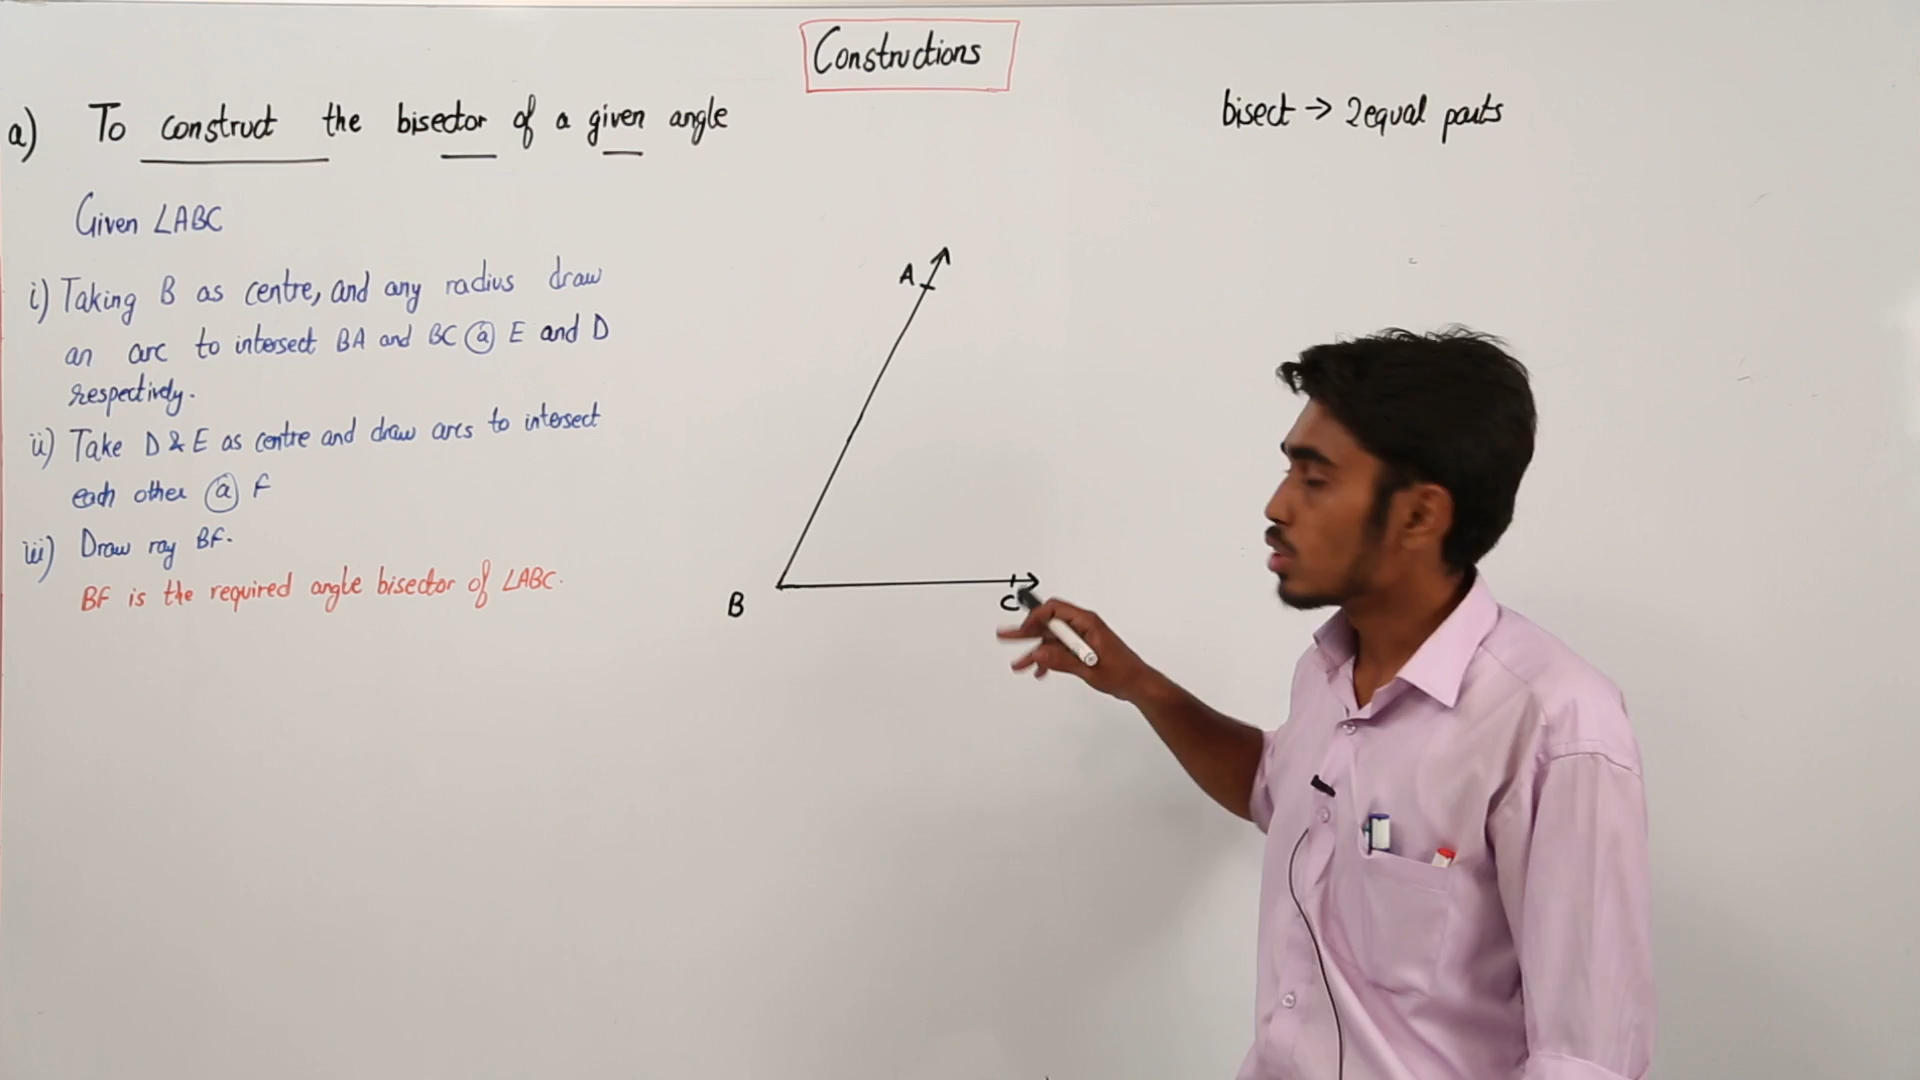 Constructions
a) To construct the bisector of a given angle
bisect → 2 equal parts
Given ∠ABC
i) Taking B as centre, and any radius draw
an arc to intersect BA and BC @ E and D
respectively.
ii) Take D & E as centre and draw arcs to intersect
each other @ F
iii) Draw ray BF.
BF is the required angle bisector of ∠ABC.
A
B
C